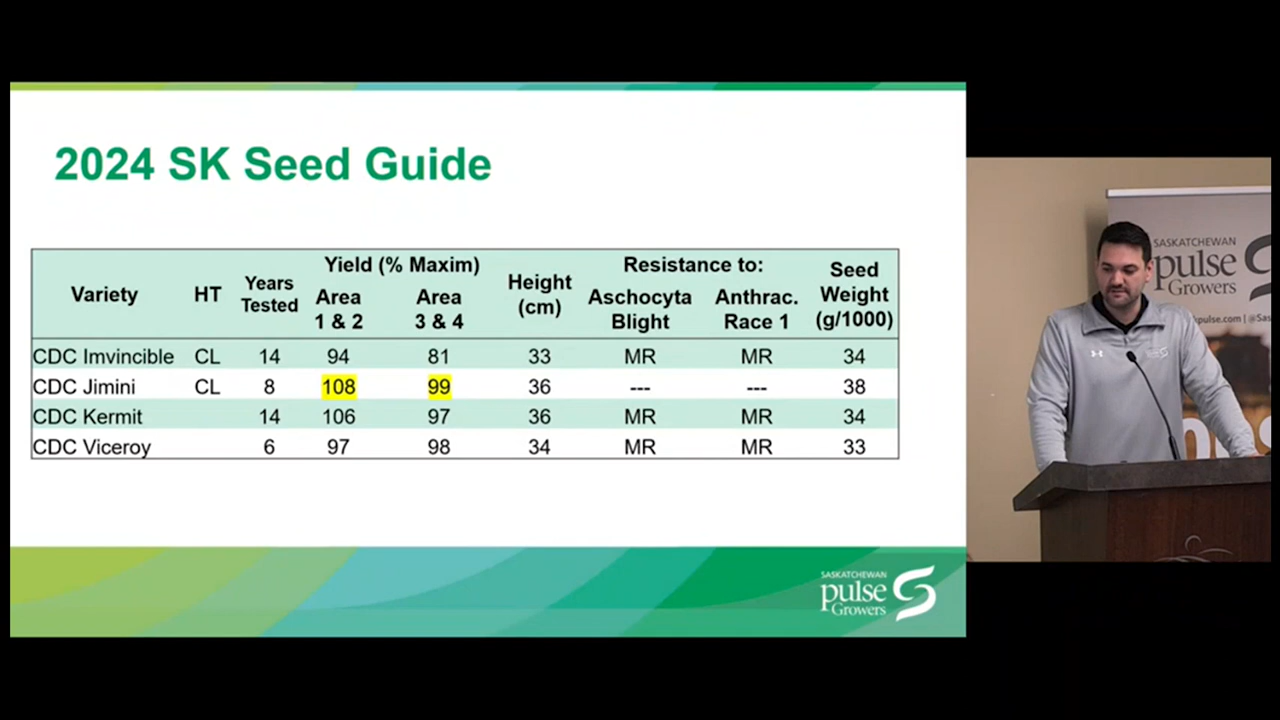 2024 SK Seed Guide
Variety HT Years Tested Yield (% Maxim) Area 1 & 2 Area 3 & 4 Height (cm) Resistance to: Aschocyta Blight Anthrac. Race 1 Seed Weight (g/1000)
CDC Imvincible CL 14 94 81 33 MR MR 34
CDC Jimini CL 8 108 99 36 --- --- 38
CDC Kermit 14 106 97 36 MR MR 34
CDC Viceroy 6 97 98 34 MR MR 33
SASKATCHEWAN
pulse
Growers
SASKATCHEWAN
pulse
Growers